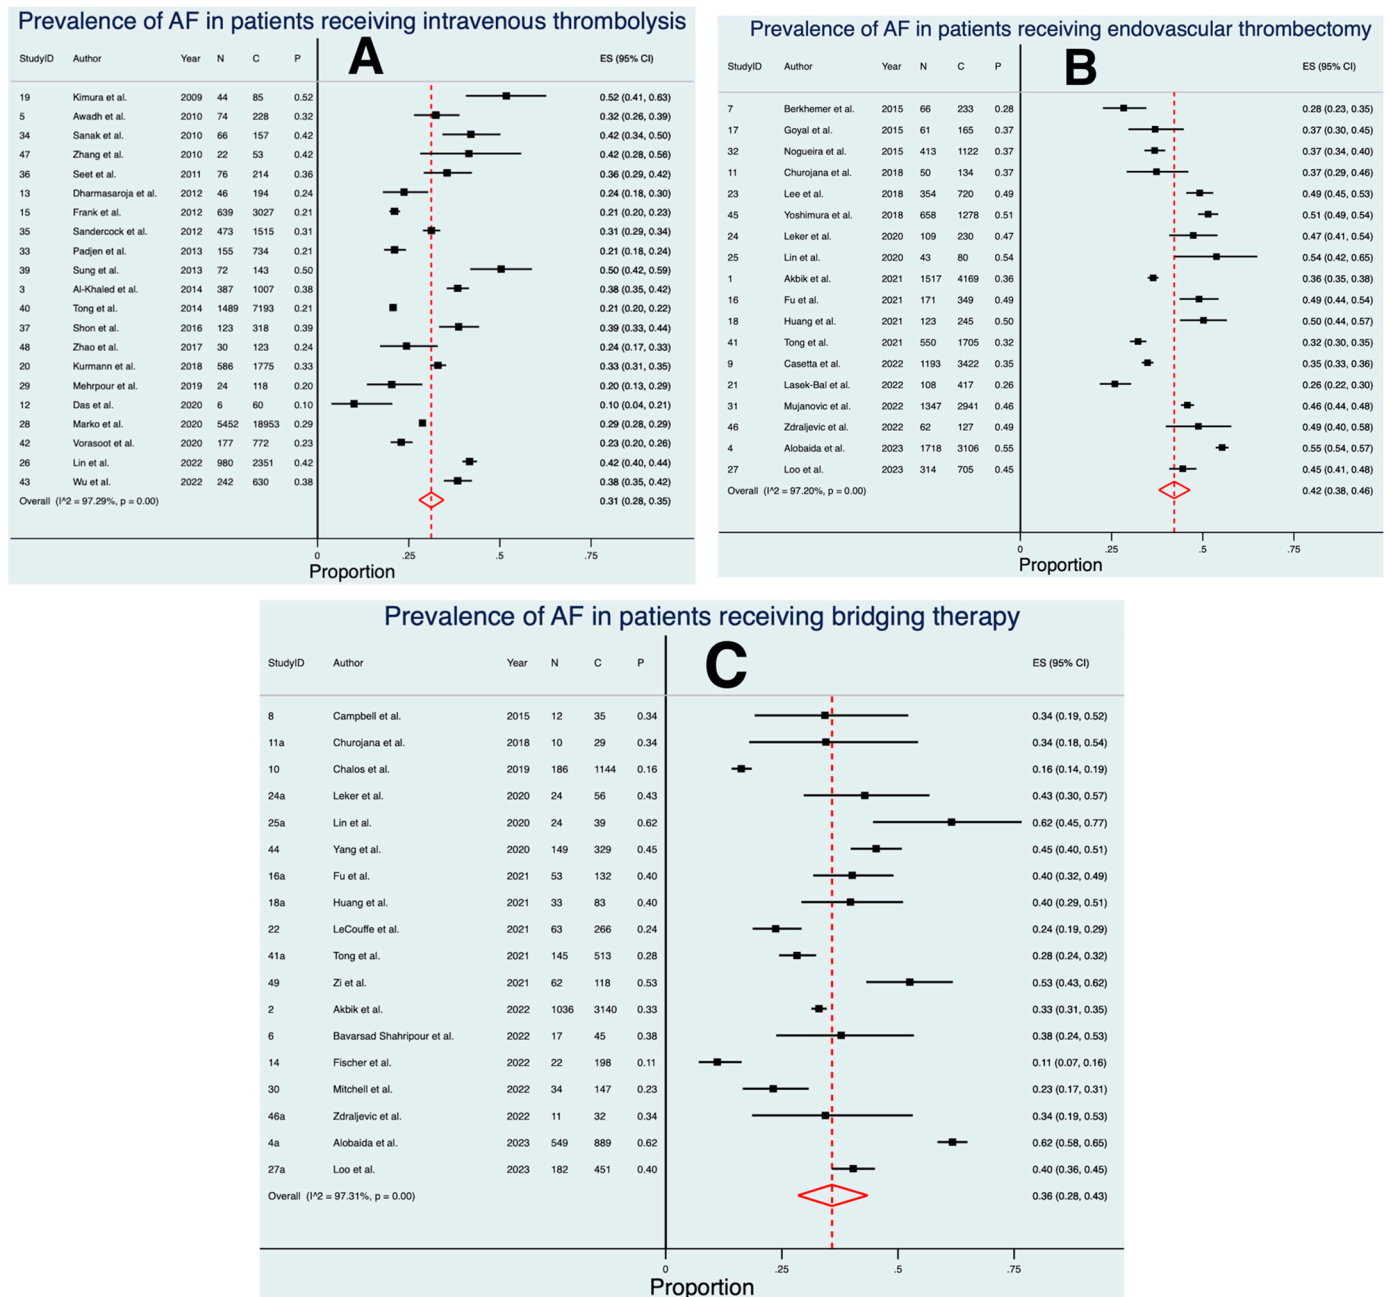 Prevalence of AF in patients receiving intravenous thrombolysis
A
StudyID Author Year N C P ES (95% CI)
19 Kimura et al. 2009 44 85 0.52 0.52 (0.41, 0.63)
5 Awadh et al. 2010 74 228 0.32 0.32 (0.26, 0.39)
34 Sanak et al. 2010 66 157 0.42 0.42 (0.34, 0.50)
47 Zhang et al. 2010 22 53 0.42 0.42 (0.28, 0.56)
36 Seet et al. 2011 76 214 0.36 0.36 (0.29, 0.42)
13 Dharmasaroja et al. 2012 46 194 0.24 0.24 (0.18, 0.30)
15 Frank et al. 2012 639 3027 0.21 0.21 (0.20, 0.23)
35 Sandercock et al. 2012 473 1515 0.31 0.31 (0.29, 0.34)
33 Padjen et al. 2013 155 734 0.21 0.21 (0.18, 0.24)
39 Sung et al. 2013 72 143 0.50 0.50 (0.42, 0.59)
3 Al-Khaled et al. 2014 387 1007 0.38 0.38 (0.35, 0.42)
40 Tong et al. 2014 1489 7193 0.21 0.21 (0.20, 0.22)
37 Shon et al. 2016 123 318 0.39 0.39 (0.33, 0.44)
48 Zhao et al. 2017 30 123 0.24 0.24 (0.17, 0.33)
20 Kurmann et al. 2018 586 1775 0.33 0.33 (0.31, 0.35)
29 Mehrpour et al. 2019 24 118 0.20 0.20 (0.13, 0.29)
12 Das et al. 2020 6 60 0.10 0.10 (0.04, 0.21)
28 Marko et al. 2020 5452 18953 0.29 0.29 (0.28, 0.29)
42 Vorasoot et al. 2020 177 772 0.23 0.23 (0.20, 0.26)
26 Lin et al. 2022 980 2351 0.42 0.42 (0.40, 0.44)
43 Wu et al. 2022 242 630 0.38 0.38 (0.35, 0.42)
Overall (I^2 = 97.29%, p = 0.00) 0.31 (0.28, 0.35)
0 .25 .5 .75
Proportion
Prevalence of AF in patients receiving endovascular thrombectomy
B
StudyID Author Year N C P ES (95% CI)
7 Berkhemer et al. 2015 66 233 0.28 0.28 (0.23, 0.35)
17 Goyal et al. 2015 61 165 0.37 0.37 (0.30, 0.45)
32 Nogueira et al. 2015 413 1122 0.37 0.37 (0.34, 0.40)
11 Churojana et al. 2018 50 134 0.37 0.37 (0.29, 0.46)
23 Lee et al. 2018 354 720 0.49 0.49 (0.45, 0.53)
45 Yoshimura et al. 2018 658 1278 0.51 0.51 (0.49, 0.54)
24 Leker et al. 2020 109 230 0.47 0.47 (0.41, 0.54)
25 Lin et al. 2020 43 80 0.54 0.54 (0.42, 0.65)
1 Akbik et al. 2021 1517 4169 0.36 0.36 (0.35, 0.38)
16 Fu et al. 2021 171 349 0.49 0.49 (0.44, 0.54)
18 Huang et al. 2021 123 245 0.50 0.50 (0.44, 0.57)
41 Tong et al. 2021 550 1705 0.32 0.32 (0.30, 0.35)
9 Casetta et al. 2022 1193 3422 0.35 0.35 (0.33, 0.36)
21 Lasek-Bal et al. 2022 108 417 0.26 0.26 (0.22, 0.30)
31 Mujanovic et al. 2022 1347 2941 0.46 0.46 (0.44, 0.48)
46 Zdraljevic et al. 2022 62 127 0.49 0.49 (0.40, 0.58)
4 Alobaida et al. 2023 1718 3106 0.55 0.55 (0.54, 0.57)
27 Loo et al. 2023 314 705 0.45 0.45 (0.41, 0.48)
Overall (I^2 = 97.20%, p = 0.00) 0.42 (0.38, 0.46)
0 .25 .5 .75
Proportion
Prevalence of AF in patients receiving bridging therapy
C
StudyID Author Year N C P ES (95% CI)
8 Campbell et al. 2015 12 35 0.34 0.34 (0.19, 0.52)
11a Churojana et al. 2018 10 29 0.34 0.34 (0.18, 0.54)
10 Chalos et al. 2019 186 1144 0.16 0.16 (0.14, 0.19)
24a Leker et al. 2020 24 56 0.43 0.43 (0.30, 0.57)
25a Lin et al. 2020 24 39 0.62 0.62 (0.45, 0.77)
44 Yang et al. 2020 149 329 0.45 0.45 (0.40, 0.51)
16a Fu et al. 2021 53 132 0.40 0.40 (0.32, 0.49)
18a Huang et al. 2021 33 83 0.40 0.40 (0.29, 0.51)
22 LeCouffe et al. 2021 63 266 0.24 0.24 (0.19, 0.29)
41a Tong et al. 2021 145 513 0.28 0.28 (0.24, 0.32)
49 Zi et al. 2021 62 118 0.53 0.53 (0.43, 0.62)
2 Akbik et al. 2022 1036 3140 0.33 0.33 (0.31, 0.35)
6 Bavarsad Shahripour et al. 2022 17 45 0.38 0.38 (0.24, 0.53)
14 Fischer et al. 2022 22 198 0.11 0.11 (0.07, 0.16)
30 Mitchell et al. 2022 34 147 0.23 0.23 (0.17, 0.31)
46a Zdraljevic et al. 2022 11 32 0.34 0.34 (0.19, 0.53)
4a Alobaida et al. 2023 549 889 0.62 0.62 (0.58, 0.65)
27a Loo et al. 2023 182 451 0.40 0.40 (0.36, 0.45)
Overall (I^2 = 97.31%, p = 0.00) 0.36 (0.28, 0.43)
0 .25 .5 .75
Proportion